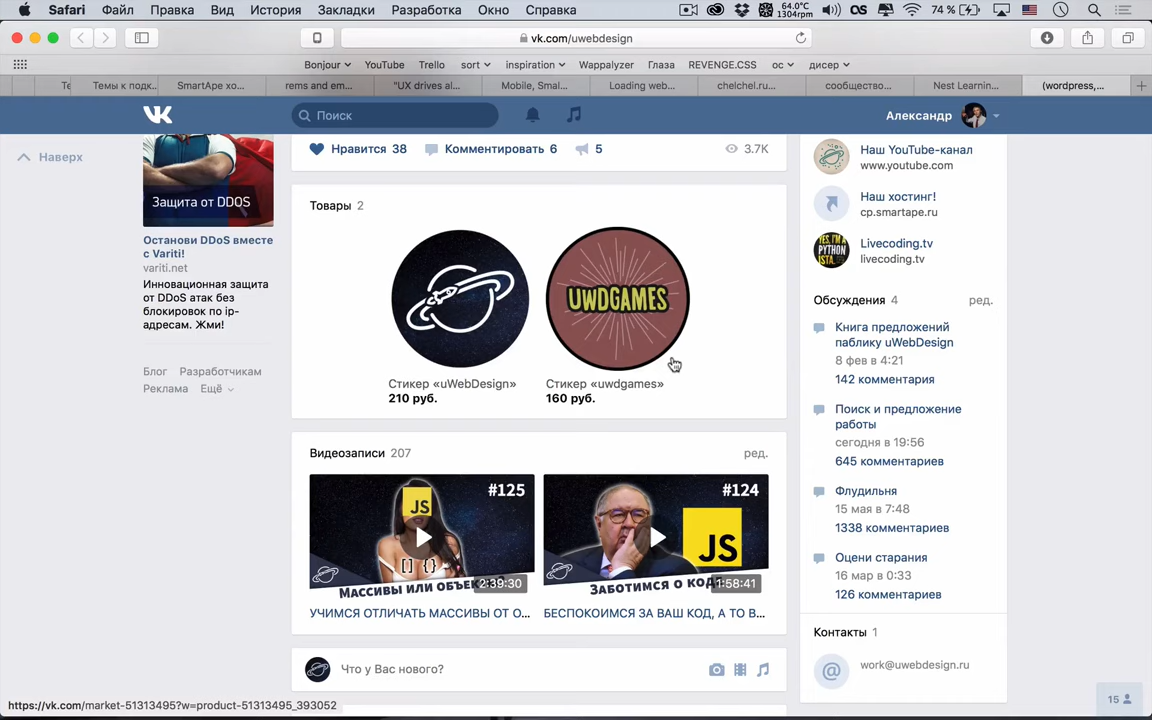 Safari Файл Правка Вид История Закладки Разработка Окно Справка 64.0°C 1304rpm 74 %
vk.com/uwebdesign
Bonjour YouTube Trello sort inspiration Wappalyzer Глаза REVENGE.CSS ос дисер
Те Темы к подк... SmartApe хо... rems and em... "UX drives al... Mobile, Smal... Loading web... chelchel.ru... сообщество... Nest Learnin... (wordpress,...
Поиск
Александр
Наверх
Защита от DDOS
Останови DDoS вместе
с Variti!
variti.net
Инновационная защита
от DDoS атак без
блокировок по ip-
адресам. Жми!
Блог Разработчикам
Реклама Ещё
Нравится 38 Комментировать 6 5 3.7K
Товары 2
UWDGAMES
Стикер «uWebDesign»
210 руб.
Стикер «uwdgames»
160 руб.
Видеозаписи 207 ред.
#125
JS
[] {}
2:39:30
УЧИМСЯ ОТЛИЧАТЬ МАССИВЫ ОТ О...
#124
JS
ЗАБОТИМСЯ О КОД
1:58:41
БЕСПОКОИМСЯ ЗА ВАШ КОД, А ТО В...
Что у Вас нового?
Наш YouTube-канал
www.youtube.com
Наш хостинг!
cp.smartape.ru
YES, I'M A
PYTHON
ISTA.
Livecoding.tv
livecoding.tv
Обсуждения 4 ред.
Книга предложений
паблику uWebDesign
8 фев в 4:21
142 комментария
Поиск и предложение
работы
сегодня в 19:56
645 комментариев
Флудильня
15 мая в 7:48
1338 комментариев
Оцени старания
16 мар в 0:33
126 комментариев
Контакты 1
work@uwebdesign.ru
15
https://vk.com/market-51313495?w=product-51313495_393052